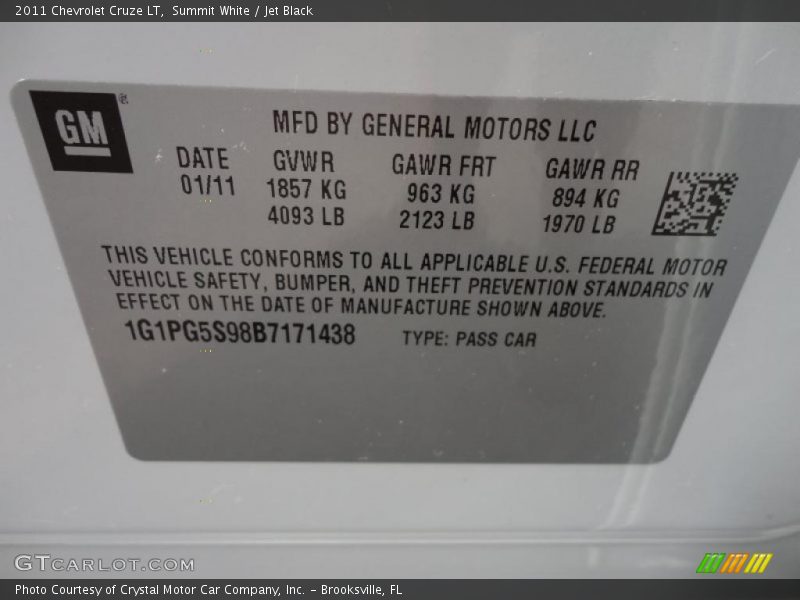 2011 Chevrolet Cruze LT, Summit White / Jet Black
GM
MFD BY GENERAL MOTORS LLC
DATE GVWR GAWR FRT GAWR RR
01/11 1857 KG 963 KG 894 KG
4093 LB 2123 LB 1970 LB
THIS VEHICLE CONFORMS TO ALL APPLICABLE U.S. FEDERAL MOTOR
VEHICLE SAFETY, BUMPER, AND THEFT PREVENTION STANDARDS IN
EFFECT ON THE DATE OF MANUFACTURE SHOWN ABOVE.
1G1PG5S98B7171438 TYPE: PASS CAR
GTCARLOT.COM
Photo Courtesy of Crystal Motor Car Company, Inc. - Brooksville, FL